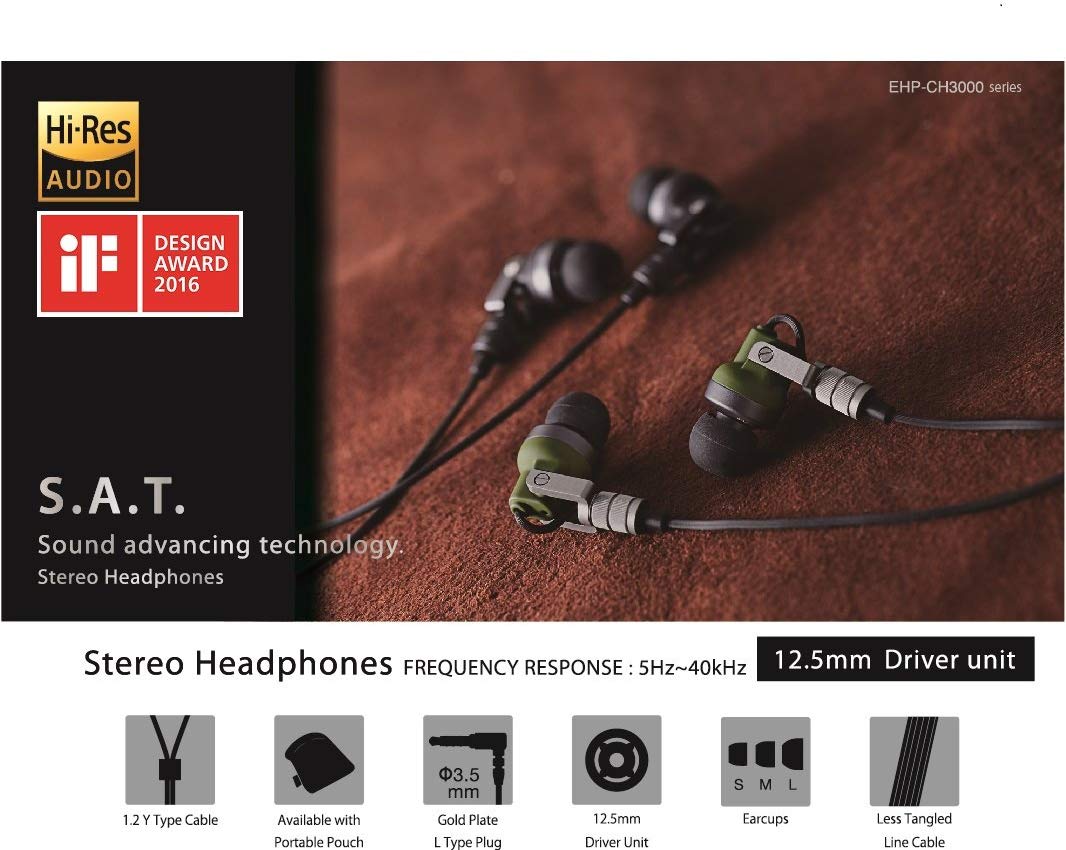 EHP-CH3000 series
Hi-Res
AUDIO
iF
DESIGN
AWARD
2016
S.A.T.
Sound advancing technology.
Stereo Headphones
Stereo Headphones FREQUENCY RESPONSE : 5Hz~40kHz 12.5mm Driver unit
Φ3.5
mm
S M L
1.2 Y Type Cable
Available with
Portable Pouch
Gold Plate
L Type Plug
12.5mm
Driver Unit
Earcups
Less Tangled
Line Cable